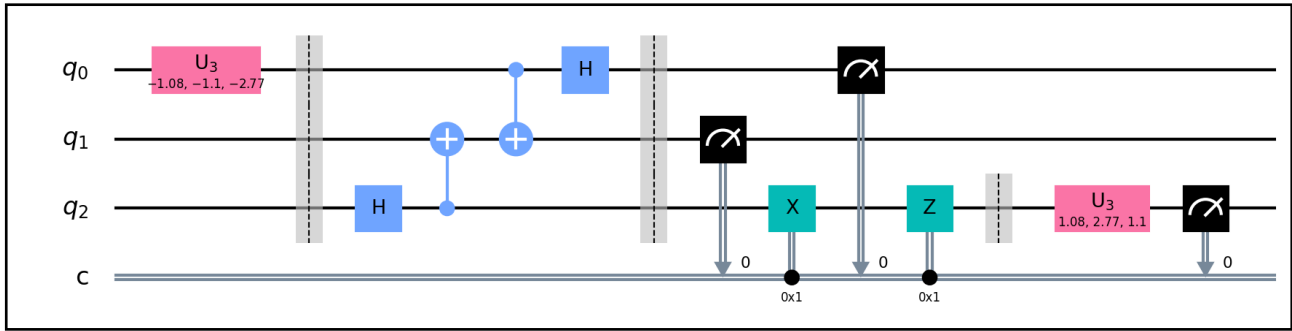 q0 U3 H
−1.08, −1.1, −2.77
q1
q2 H X Z U3
1.08, 2.77, 1.1
c 0 0 0
0x1 0x1